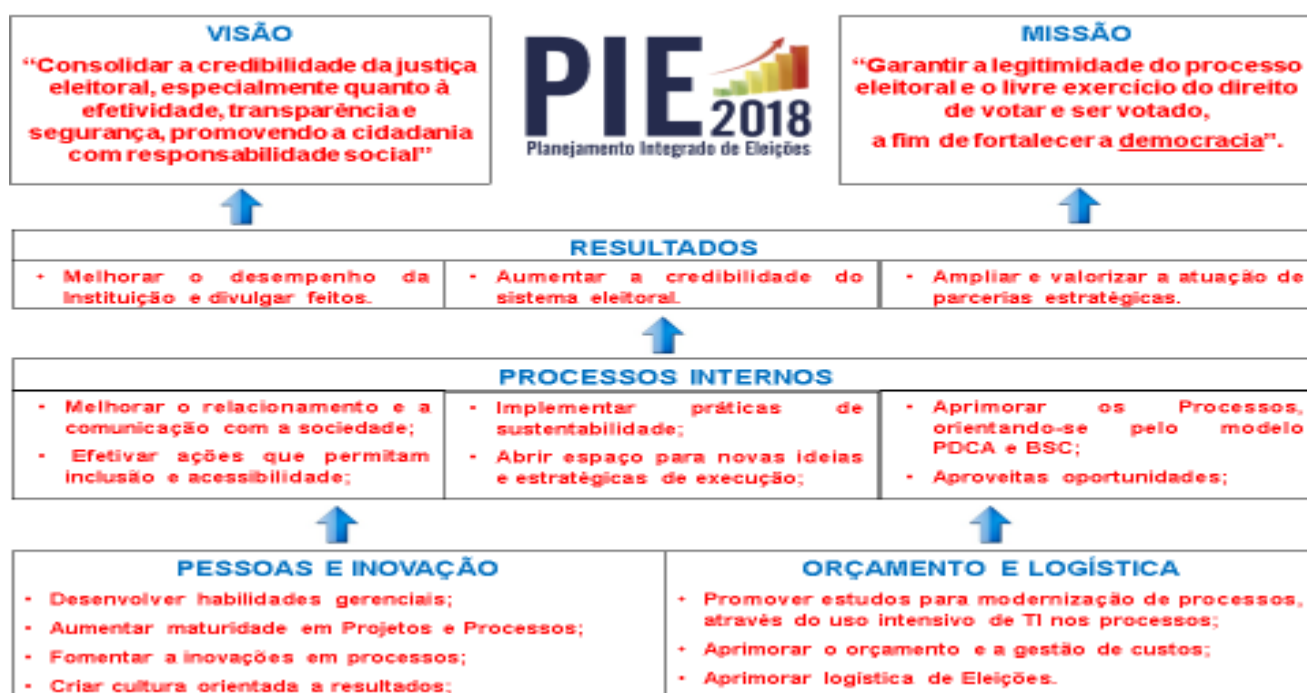 VISÃO
“Consolidar a credibilidade da justiça
eleitoral, especialmente quanto à
efetividade, transparência e
segurança, promovendo a cidadania
com responsabilidade social”
PIE
2018
Planejamento Integrado de Eleições
MISSÃO
“Garantir a legitimidade do processo
eleitoral e o livre exercício do direito
de votar e ser votado,
a fim de fortalecer a democracia”.
RESULTADOS
• Melhorar o desempenho da
Instituição e divulgar feitos.
• Aumentar a credibilidade do
sistema eleitoral.
• Ampliar e valorizar a atuação de
parcerias estratégicas.
PROCESSOS INTERNOS
• Melhorar o relacionamento e a
comunicação com a sociedade;
• Efetivar ações que permitam
inclusão e acessibilidade;
• Implementar práticas de
sustentabilidade;
• Abrir espaço para novas ideias
e estratégicas de execução;
• Aprimorar os Processos,
orientando-se pelo modelo
PDCA e BSC;
• Aproveitas oportunidades;
PESSOAS E INOVAÇÃO
• Desenvolver habilidades gerenciais;
• Aumentar maturidade em Projetos e Processos;
• Fomentar a inovações em processos;
• Criar cultura orientada a resultados;
ORÇAMENTO E LOGÍSTICA
• Promover estudos para modernização de processos,
através do uso intensivo de TI nos processos;
• Aprimorar o orçamento e a gestão de custos;
• Aprimorar logística de Eleições.